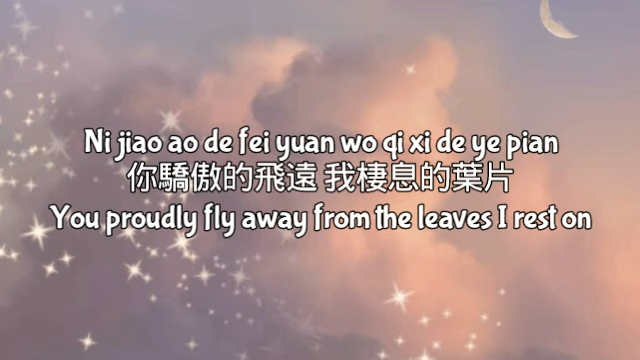 Ni jiao ao de fei yuan wo qi xi de ye pian
你驕傲的飛遠 我棲息的葉片
You proudly fly away from the leaves I rest on